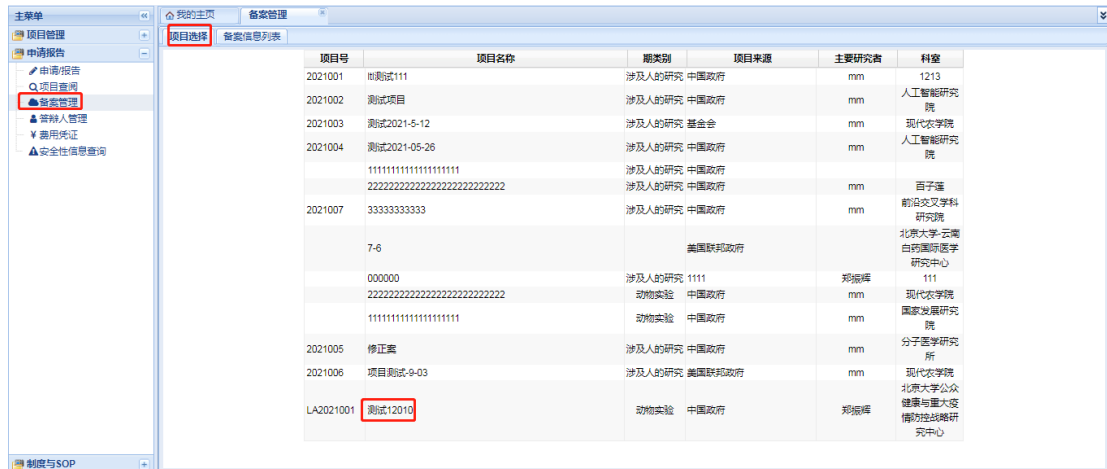 主菜单
项目管理
申请报告
申请/报告
项目查阅
备案管理
答辩人管理
¥ 费用凭证
安全性信息查询
制度与SOP
我的主页 备案管理
项目选择 备案信息列表
项目号 项目名称 期类别 项目来源 主要研究者 科室
2021001 lti测试111 涉及人的研究 中国政府 mm 1213
2021002 测试项目 涉及人的研究 中国政府 mm 人工智能研究
院
2021003 测试2021-5-12 涉及人的研究 基金会 mm 现代农学院
2021004 测试2021-05-26 涉及人的研究 中国政府 mm 人工智能研究
院
涉及人的研究 中国政府
涉及人的研究 中国政府 mm 百子莲
2021007 33333333333 涉及人的研究 中国政府 mm 前沿交叉学科
研究院
7-6 美国联邦政府 北京大学-云南
白药国际医学
研究中心
000000 涉及人的研究 1111 郑振辉 111
动物实验 中国政府 mm 现代农学院
动物实验 中国政府 mm 国家发展研究
院
2021005 修正案 涉及人的研究 中国政府 mm 分子医学研究
所
2021006 项目测试-9-03 涉及人的研究 美国联邦政府 mm 现代农学院
LA2021001 测试12010 动物实验 中国政府 郑振辉 北京大学公众
健康与重大疫
情防控战略研
究中心